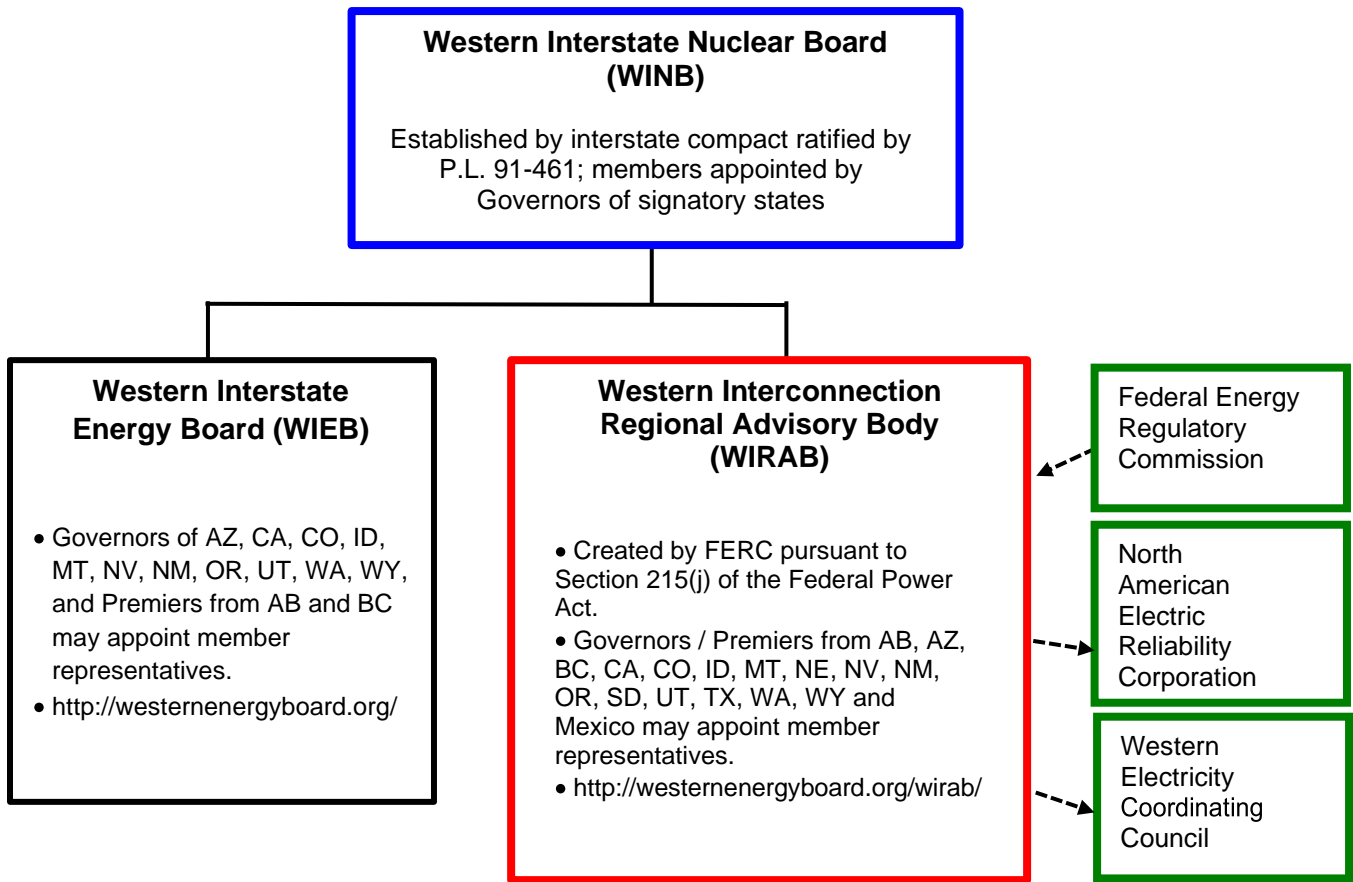 Western Interstate Nuclear Board
(WINB)
Established by interstate compact ratified by
P.L. 91-461; members appointed by
Governors of signatory states
Western Interstate
Energy Board (WIEB)
• Governors of AZ, CA, CO, ID,
MT, NV, NM, OR, UT, WA, WY,
and Premiers from AB and BC
may appoint member
representatives.
• http://westernenergyboard.org/
Western Interconnection
Regional Advisory Body
(WIRAB)
• Created by FERC pursuant to
Section 215(j) of the Federal Power
Act.
• Governors / Premiers from AB, AZ,
BC, CA, CO, ID, MT, NE, NV, NM,
OR, SD, UT, TX, WA, WY and
Mexico may appoint member
representatives.
• http://westernenergyboard.org/wirab/
Federal Energy
Regulatory
Commission
North
American
Electric
Reliability
Corporation
Western
Electricity
Coordinating
Council